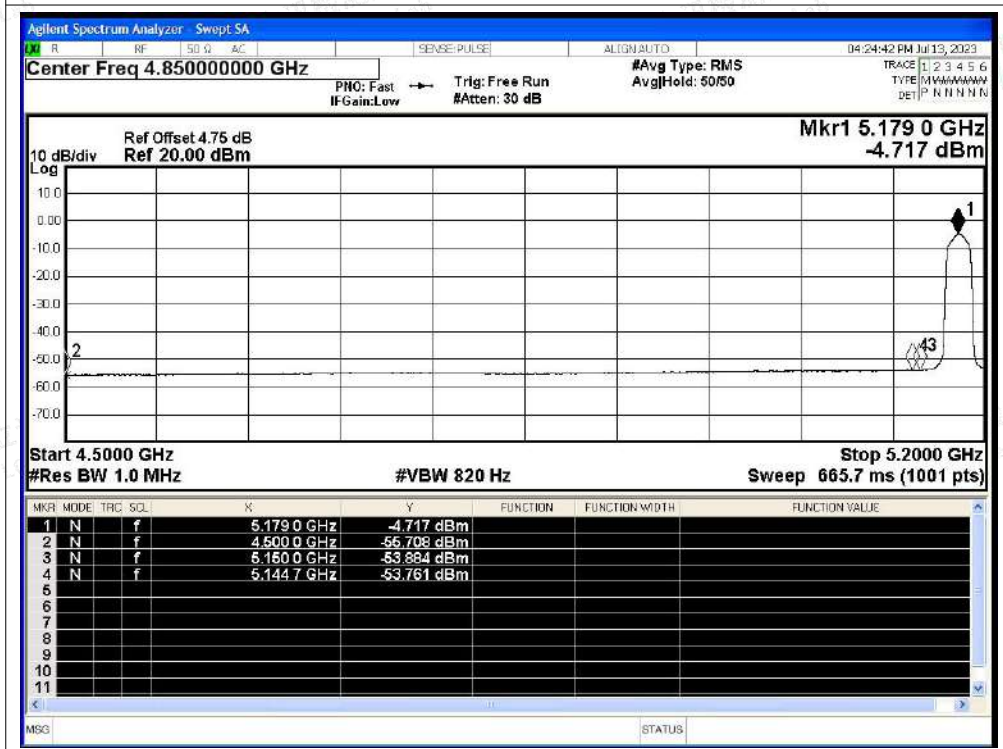 Agilent Spectrum Analyzer - Swept SA
R RF 50 Ω AC SENSE:PULSE ALIGN AUTO 04:24:42 PM Jul 13, 2023
Center Freq 4.850000000 GHz
PNO: Fast
IFGain:Low
Trig: Free Run
#Atten: 30 dB
#Avg Type: RMS
Avg|Hold: 50/50
TRACE 1 2 3 4 5 6
TYPE M
DET P N N N N N
Ref Offset 4.75 dB
10 dB/div Ref 20.00 dBm
Log
Mkr1 5.179 0 GHz
-4.717 dBm
10.0
0.00
-10.0
-20.0
-30.0
-40.0
-50.0
-60.0
-70.0
1
2
43
Start 4.5000 GHz Stop 5.2000 GHz
#Res BW 1.0 MHz #VBW 820 Hz Sweep 665.7 ms (1001 pts)
MKR MODE TRC SCL X Y FUNCTION FUNCTION WIDTH FUNCTION VALUE
1 N f 5.179 0 GHz -4.717 dBm
2 N f 4.500 0 GHz -55.708 dBm
3 N f 5.150 0 GHz -53.884 dBm
4 N f 5.144 7 GHz -53.761 dBm
5
6
7
8
9
10
11
MSG STATUS